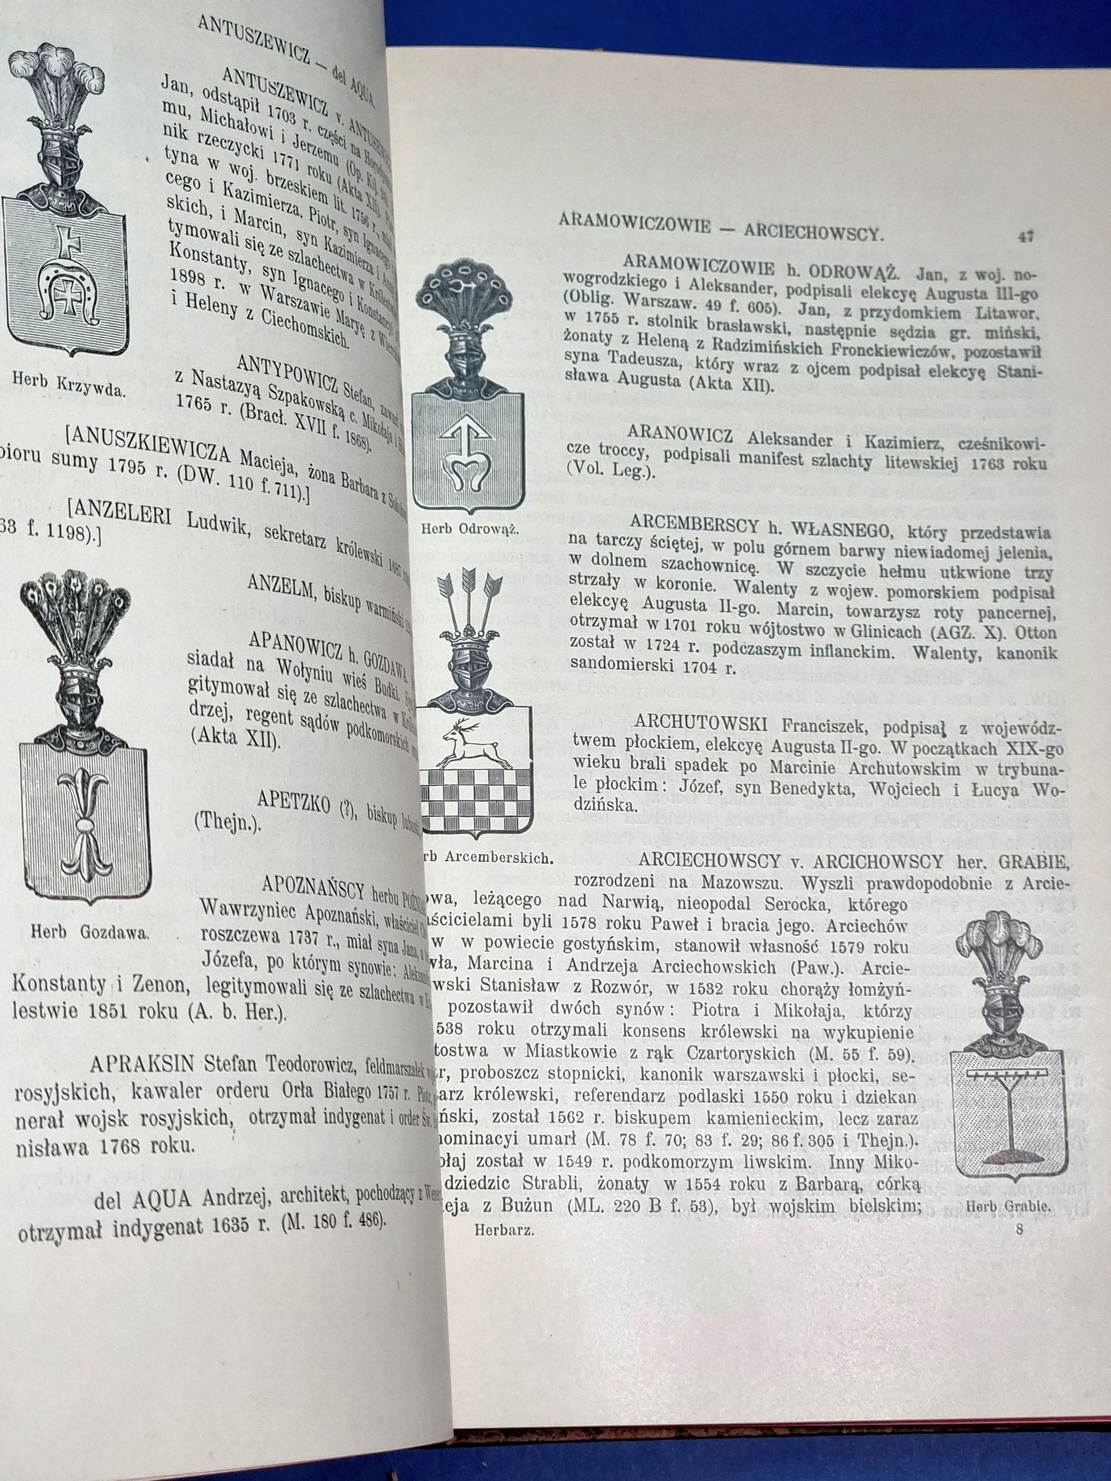 ANTUSZEWICZ — del AQUA.
ANTUSZEWICZ v.
Jan, odstąpił 1703 r. części na
mu, Michałowi i Jerzemu (Op. Kij.
nik rzeczycki 1771 roku (Akta XII).
tyna w woj. brzeskiem lit. 1756 r.,
cego i Kazimierza. Piotr, syn Ignacego
skich, i Marcin, syn Kazimierza i
tymowali się ze szlachectwa w
Konstanty, syn Ignacego i Konstancyi
1898 r. w Warszawie Maryę z
i Heleny z Ciechomskich.
Herb Krzywda.
ANTYPOWICZ Stefan,
z Nastazyą Szpakowską c. Mikołaja i
1765 r. (Bracł. XVII f. 1868).
[ANUSZKIEWICZA Macieja, żona Barbara z
bioru sumy 1795 r. (DW. 110 f. 711).]
[ANZELERI Ludwik, sekretarz królewski
f. 1198).]
ANZELM, biskup warmiński
APANOWICZ h. GOZDAWA
siadał na Wołyniu wieś Budki.
gitymował się ze szlachectwa w
drzej, regent sądów podkomorskich
(Akta XII).
APETZKO (?), biskup
(Thejn.).
Herb Gozdawa.
APOZNAŃSCY herbu
Wawrzyniec Apoznański, właściciel
roszczewa 1737 r., miał syna Jana,
Józefa, po którym synowie:
Konstanty i Zenon, legitymowali się ze szlachectwa w
lestwie 1851 roku (A. b. Her.).
APRAKSIN Stefan Teodorowicz, feldmarszałek
rosyjskich, kawaler orderu Orła Białego 1757 r.
nerał wojsk rosyjskich, otrzymał indygenat i order Św.
nisława 1768 roku.
del AQUA Andrzej, architekt, pochodzący z
otrzymał indygenat 1635 r. (M. 180 f. 486).
ARAMOWICZOWIE — ARCIECHOWSCY. 47
ARAMOWICZOWIE h. ODROWĄŻ. Jan, z woj. no-
wogrodzkiego i Aleksander, podpisali elekcyę Augusta III-go
(Oblig. Warszaw. 49 f. 605). Jan, z przydomkiem Litawor,
w 1755 r. stolnik brasławski, następnie sędzia gr. miński,
żonaty z Heleną z Radzimińskich Fronckiewiczów, pozostawił
syna Tadeusza, który wraz z ojcem podpisał elekcyę Stani-
sława Augusta (Akta XII).
ARANOWICZ Aleksander i Kazimierz, cześnikowi-
cze troccy, podpisali manifest szlachty litewskiej 1763 roku
(Vol. Leg.).
Herb Odrowąż.
ARCEMBERSCY h. WŁASNEGO, który przedstawia
na tarczy ściętej, w polu górnem barwy niewiadomej jelenia,
w dolnem szachownicę. W szczycie hełmu utkwione trzy
strzały w koronie. Walenty z wojew. pomorskiem podpisał
elekcyę Augusta II-go. Marcin, towarzysz roty pancernej,
otrzymał w 1701 roku wójtostwo w Glinicach (AGZ. X). Otton
został w 1724 r. podczaszym inflanckim. Walenty, kanonik
sandomierski 1704 r.
ARCHUTOWSKI Franciszek, podpisał z wojewódz-
twem płockiem, elekcyę Augusta II-go. W początkach XIX-go
wieku brali spadek po Marcinie Archutowskim w trybuna-
le płockim: Józef, syn Benedykta, Wojciech i Łucya Wo-
dzińska.
rb Arcemberskich.
ARCIECHOWSCY v. ARCICHOWSCY her. GRABIE,
rozrodzeni na Mazowszu. Wyszli prawdopodobnie z Arcie-
owa, leżącego nad Narwią, nieopodal Serocka, którego
ścicielami byli 1578 roku Paweł i bracia jego. Arciechów
w w powiecie gostyńskim, stanowił własność 1579 roku
wła, Marcina i Andrzeja Arciechowskich (Paw.). Arcie-
wski Stanisław z Rozwór, w 1532 roku chorąży łomżyń-
pozostawił dwóch synów: Piotra i Mikołaja, którzy
538 roku otrzymali konsens królewski na wykupienie
tostwa w Miastkowie z rąk Czartoryskich (M. 55 f. 59).
r, proboszcz stopnicki, kanonik warszawski i płocki, se-
arz królewski, referendarz podlaski 1550 roku i dziekan
ński, został 1562 r. biskupem kamienieckim, lecz zaraz
nominacyi umarł (M. 78 f. 70; 83 f. 29; 86 f. 305 i Thejn.).
ołaj został w 1549 r. podkomorzym liwskim. Inny Miko-
dziedzic Strabli, żonaty w 1554 roku z Barbarą, córką
ieja z Bużun (ML. 220 B f. 53), był wojskim bielskim;
Herb Grabie.
Herbarz. 8